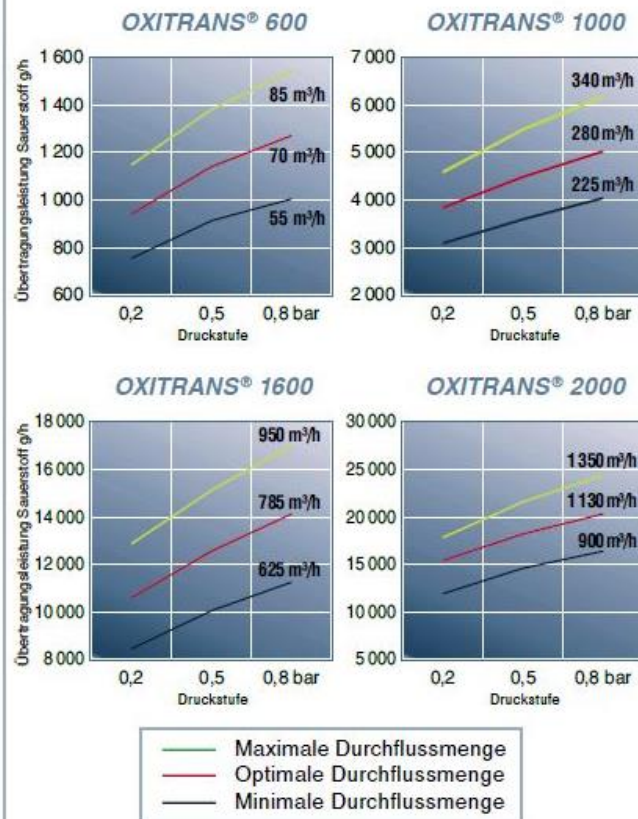 OXITRANS® 600
Übertragungsleistung Sauerstoff g/h
1 600
1 400
1 200
1 000
800
600
85 m³/h
70 m³/h
55 m³/h
0,2 0,5 0,8 bar
Druckstufe
OXITRANS® 1000
7 000
6 000
5 000
4 000
3 000
2 000
340 m³/h
280 m³/h
225 m³/h
0,2 0,5 0,8 bar
Druckstufe
OXITRANS® 1600
Übertragungsleistung Sauerstoff g/h
18 000
16 000
14 000
12 000
10 000
8 000
950 m³/h
785 m³/h
625 m³/h
0,2 0,5 0,8 bar
Druckstufe
OXITRANS® 2000
30 000
25 000
20 000
15 000
10 000
5 000
1350 m³/h
1130 m³/h
900 m³/h
0,2 0,5 0,8 bar
Druckstufe
Maximale Durchflussmenge
Optimale Durchflussmenge
Minimale Durchflussmenge